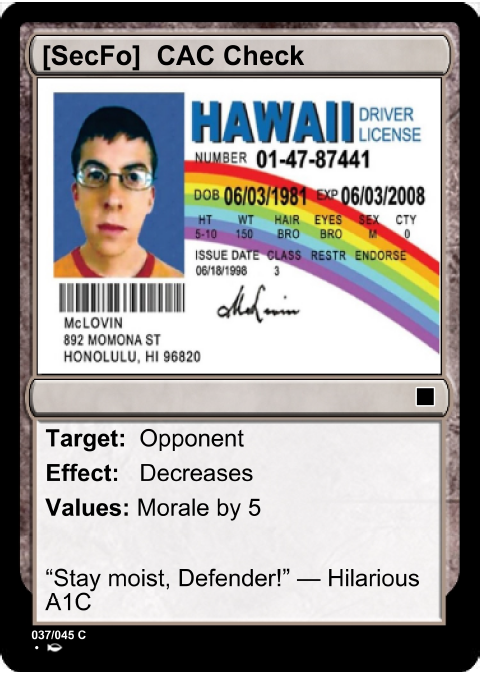 [SecFo] CAC Check
HAWAII DRIVER LICENSE
NUMBER 01-47-87441
DOB 06/03/1981 EXP 06/03/2008
HT WT HAIR EYES SEX CTY
5-10 150 BRO BRO M 0
ISSUE DATE CLASS RESTR ENDORSE
06/18/1998 3
McLovin
McLOVIN
892 MOMONA ST
HONOLULU, HI 96820
Target: Opponent
Effect: Decreases
Values: Morale by 5
“Stay moist, Defender!” — Hilarious
A1C
037/045 C